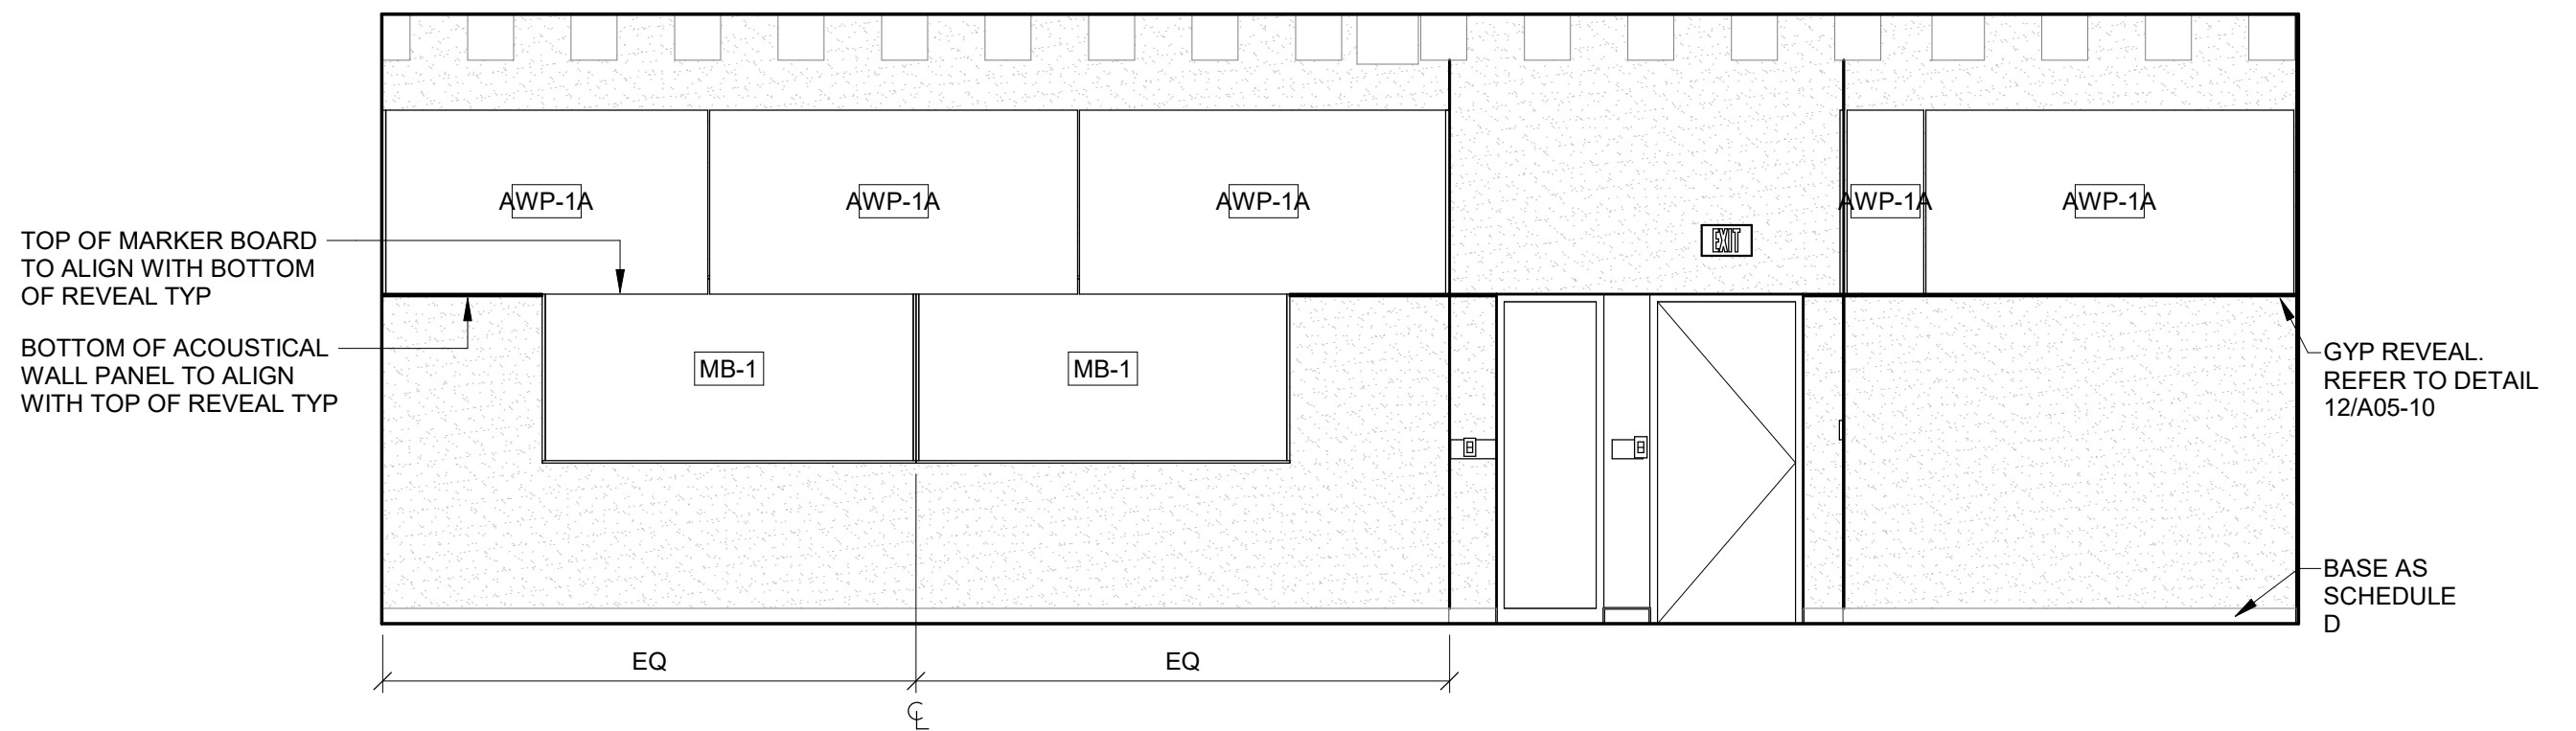 AWP-1A
AWP-1A
AWP-1A
AWP-1A
AWP-1A
TOP OF MARKER BOARD
TO ALIGN WITH BOTTOM
OF REVEAL TYP
EXIT
BOTTOM OF ACOUSTICAL
WALL PANEL TO ALIGN
WITH TOP OF REVEAL TYP
MB-1
MB-1
GYP REVEAL.
REFER TO DETAIL
12/A05-10
BASE AS
SCHEDULE
D
EQ
EQ
CL